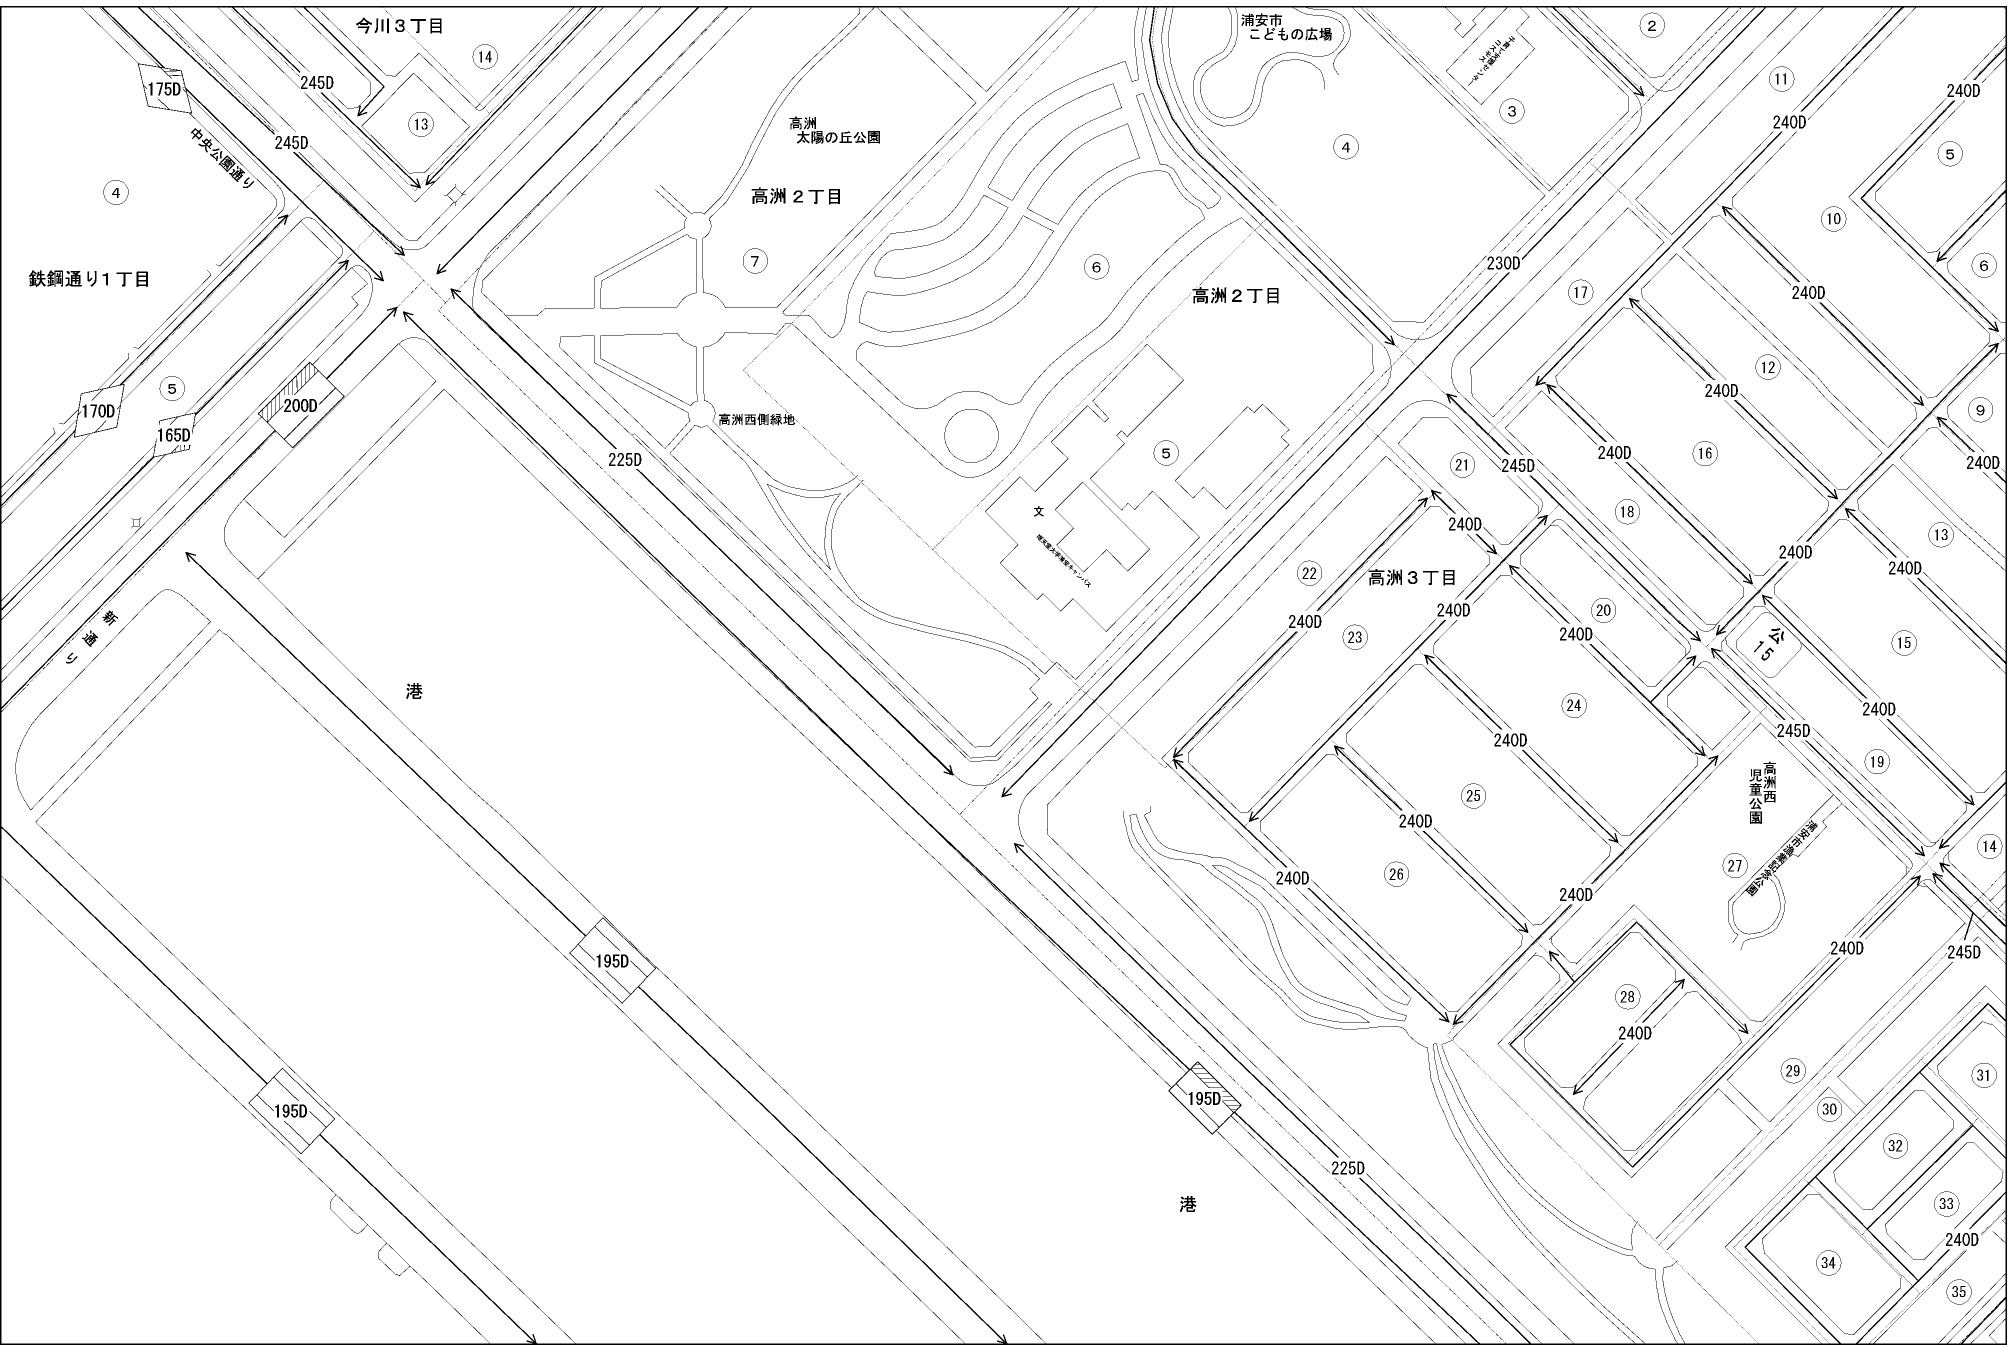 今川３丁目
14
浦安市
こどもの広場
2
175D
245D
11
240D
3
13
240D
高洲
太陽の丘公園
245D
中央公園通り
4
5
4
高洲２丁目
10
7
6
230D
6
鉄鋼通り１丁目
高洲２丁目
17
240D
12
5
240D
170D
200D
9
高洲西側緑地
165D
5
240D
16
225D
21
245D
240D
文
18
240D
13
240D
22
高洲３丁目
240D
240D
20
新通り
240D
23
240D
公
15
15
港
24
240D
240D
245D
19
25
高洲西
児童公園
240D
14
27
26
240D
240D
240D
245D
195D
28
240D
29
31
195D
195D
30
32
225D
港
33
240D
34
35